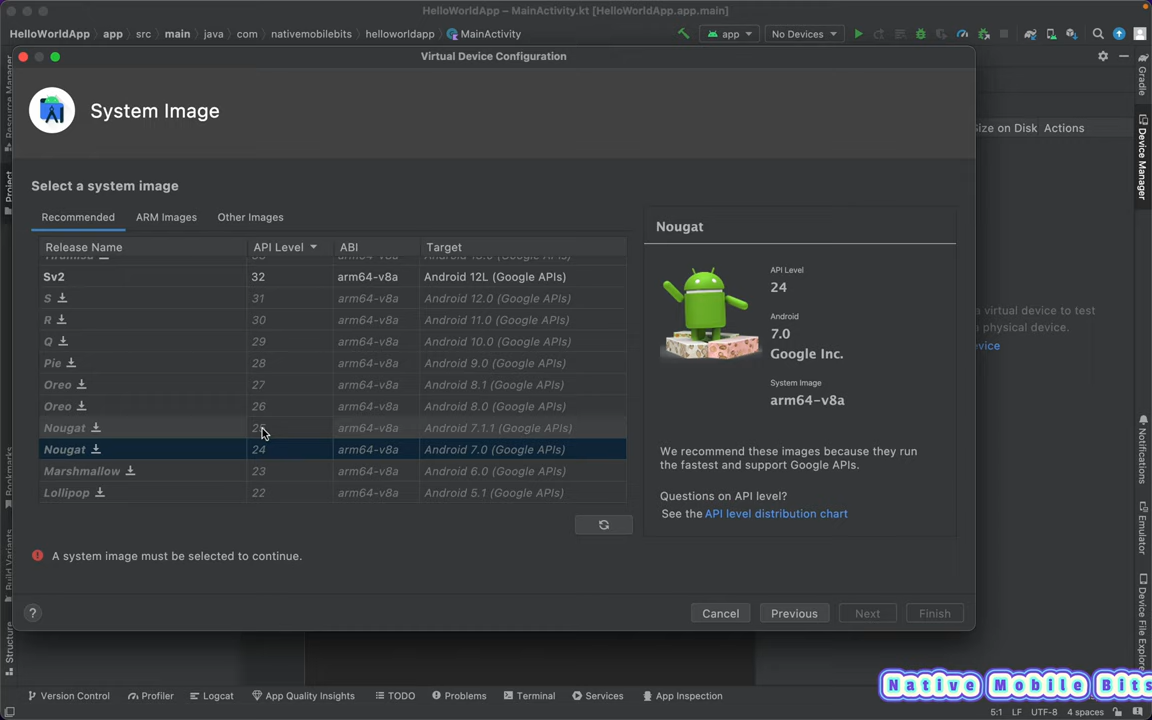 HelloWorldApp – MainActivity.kt [HelloWorldApp.app.main]
HelloWorldApp app src main java com nativemobilebits helloworldapp MainActivity app No Devices
Virtual Device Configuration
System Image
Size on Disk Actions
Select a system image
Recommended ARM Images Other Images
Release Name API Level ABI Target
Sv2 32 arm64-v8a Android 12L (Google APIs)
S 31 arm64-v8a Android 12.0 (Google APIs)
R 30 arm64-v8a Android 11.0 (Google APIs)
Q 29 arm64-v8a Android 10.0 (Google APIs)
Pie 28 arm64-v8a Android 9.0 (Google APIs)
Oreo 27 arm64-v8a Android 8.1 (Google APIs)
Oreo 26 arm64-v8a Android 8.0 (Google APIs)
Nougat 25 arm64-v8a Android 7.1.1 (Google APIs)
Nougat 24 arm64-v8a Android 7.0 (Google APIs)
Marshmallow 23 arm64-v8a Android 6.0 (Google APIs)
Lollipop 22 arm64-v8a Android 5.1 (Google APIs)
Nougat
API Level
24
Android
7.0
Google Inc.
System Image
arm64-v8a
We recommend these images because they run
the fastest and support Google APIs.
Questions on API level?
See the API level distribution chart
a virtual device to test
physical device.
A system image must be selected to continue.
? Cancel Previous Next Finish
Resource Manager
Project
Bookmarks
Build Variants
Structure
Gradle
Device Manager
Notifications
Emulator
Device File Explorer
Version Control Profiler Logcat App Quality Insights TODO Problems Terminal Services App Inspection
Native Mobile Bits
5:1 LF UTF-8 4 spaces